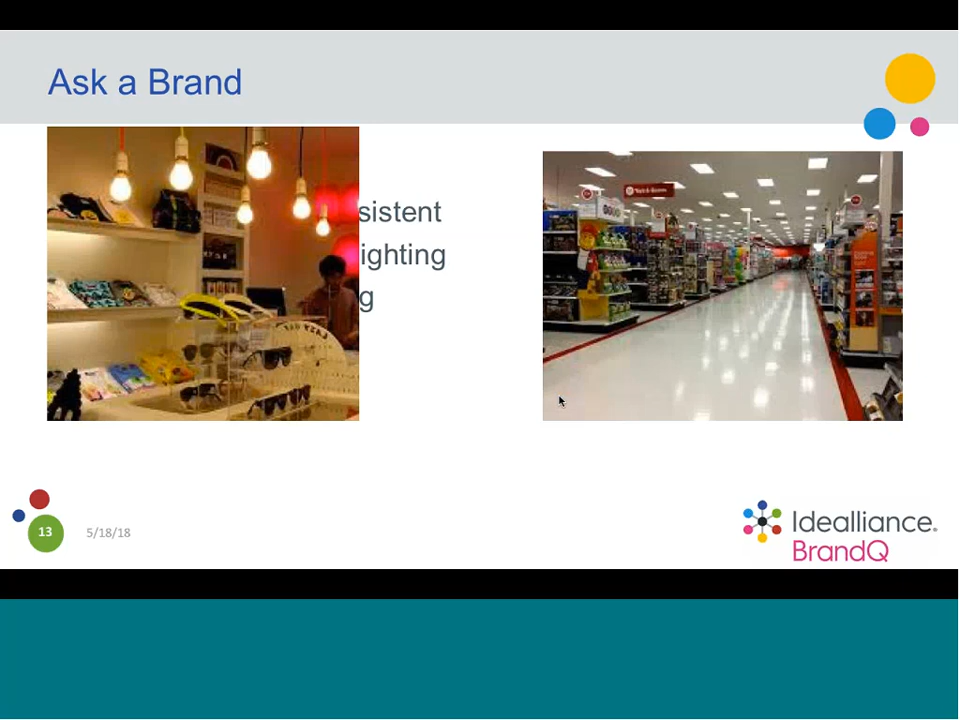 Ask a Brand
sistent
ighting
g
13
5/18/18
Idealliance®
BrandQ